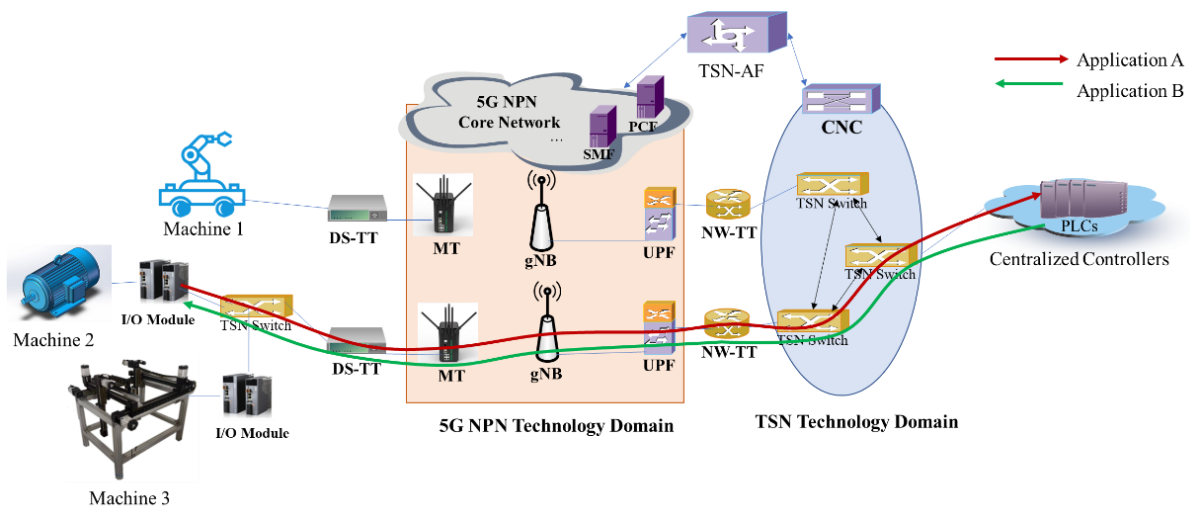 TSN-AF
Application A
Application B
5G NPN
Core Network
...
PCF
SMF
CNC
Machine 1
DS-TT
MT
gNB
UPF
NW-TT
TSN Switch
TSN Switch
PLCs
Centralized Controllers
Machine 2
I/O Module
TSN Switch
DS-TT
MT
gNB
UPF
NW-TT
TSN Switch
I/O Module
5G NPN Technology Domain
TSN Technology Domain
Machine 3